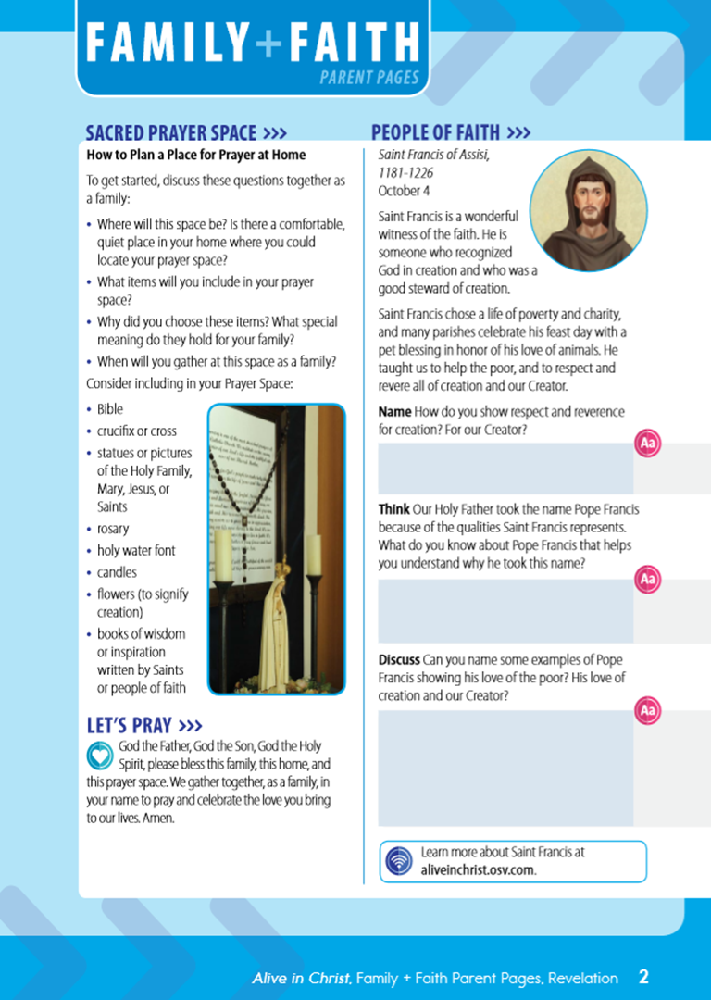 FAMILY+FAITH
PARENT PAGES
SACRED PRAYER SPACE >>>
How to Plan a Place for Prayer at Home
To get started, discuss these questions together as
a family:
• Where will this space be? Is there a comfortable,
quiet place in your home where you could
locate your prayer space?
• What items will you include in your prayer
space?
• Why did you choose these items? What special
meaning do they hold for your family?
• When will you gather at this space as a family?
Consider including in your Prayer Space:
• Bible
• crucifix or cross
• statues or pictures
of the Holy Family,
Mary, Jesus, or
Saints
• rosary
• holy water font
• candles
• flowers (to signify
creation)
• books of wisdom
or inspiration
written by Saints
or people of faith
LET'S PRAY >>>
God the Father, God the Son, God the Holy
Spirit, please bless this family, this home, and
this prayer space. We gather together, as a family, in
your name to pray and celebrate the love you bring
to our lives. Amen.
PEOPLE OF FAITH >>>
Saint Francis of Assisi,
1181-1226
October 4
Saint Francis is a wonderful
witness of the faith. He is
someone who recognized
God in creation and who was a
good steward of creation.
Saint Francis chose a life of poverty and charity,
and many parishes celebrate his feast day with a
pet blessing in honor of his love of animals. He
taught us to help the poor, and to respect and
revere all of creation and our Creator.
Name How do you show respect and reverence
for creation? For our Creator?
Aa
Think Our Holy Father took the name Pope Francis
because of the qualities Saint Francis represents.
What do you know about Pope Francis that helps
you understand why he took this name?
Aa
Discuss Can you name some examples of Pope
Francis showing his love of the poor? His love of
creation and our Creator?
Aa
Learn more about Saint Francis at
aliveinchrist.osv.com.
Alive in Christ, Family + Faith Parent Pages, Revelation 2